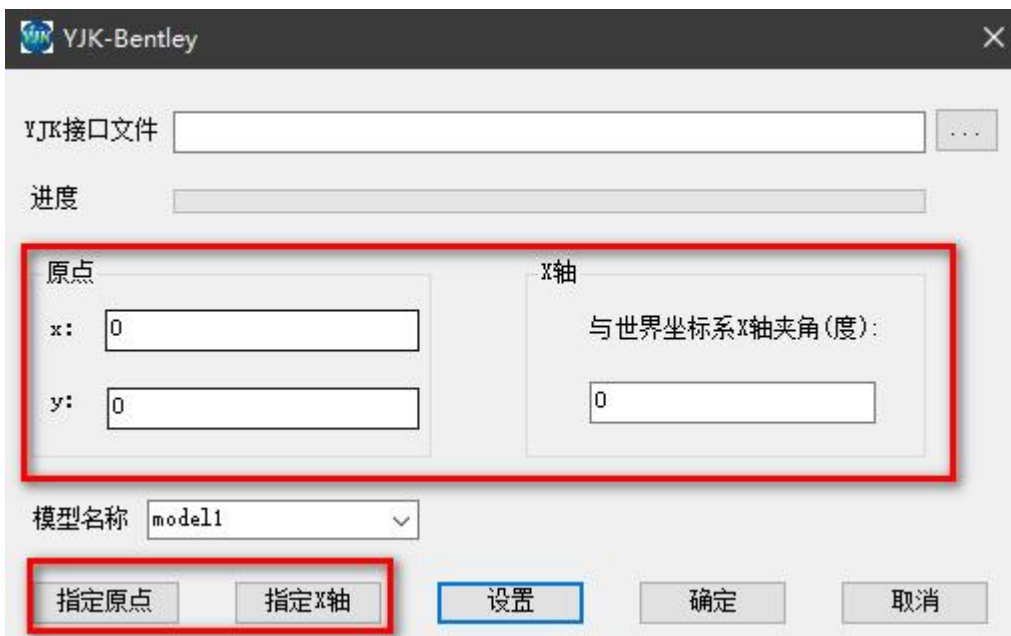 YJK-Bentley
YJK接口文件 ...
进度
原点 X轴
x: 0 与世界坐标系X轴夹角(度):
y: 0 0
模型名称 model1
指定原点 指定X轴 设置 确定 取消